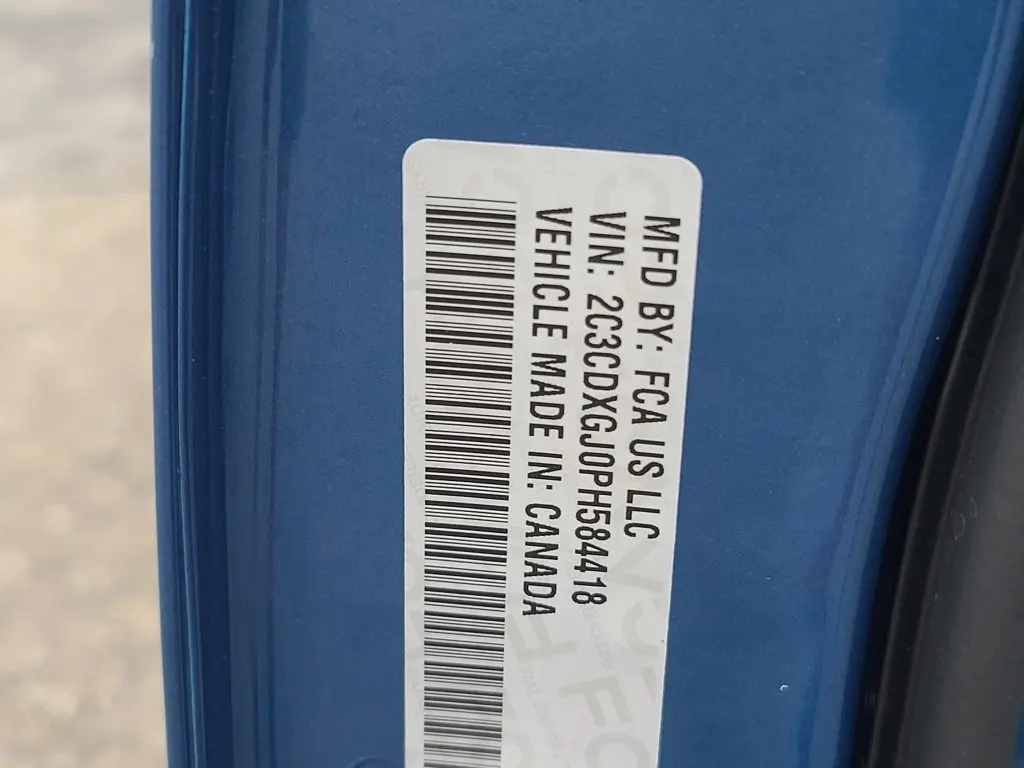 MFD BY: FCA US LLC
VIN: 2C3CDXGJ0PH584418
VEHICLE MADE IN: CANADA